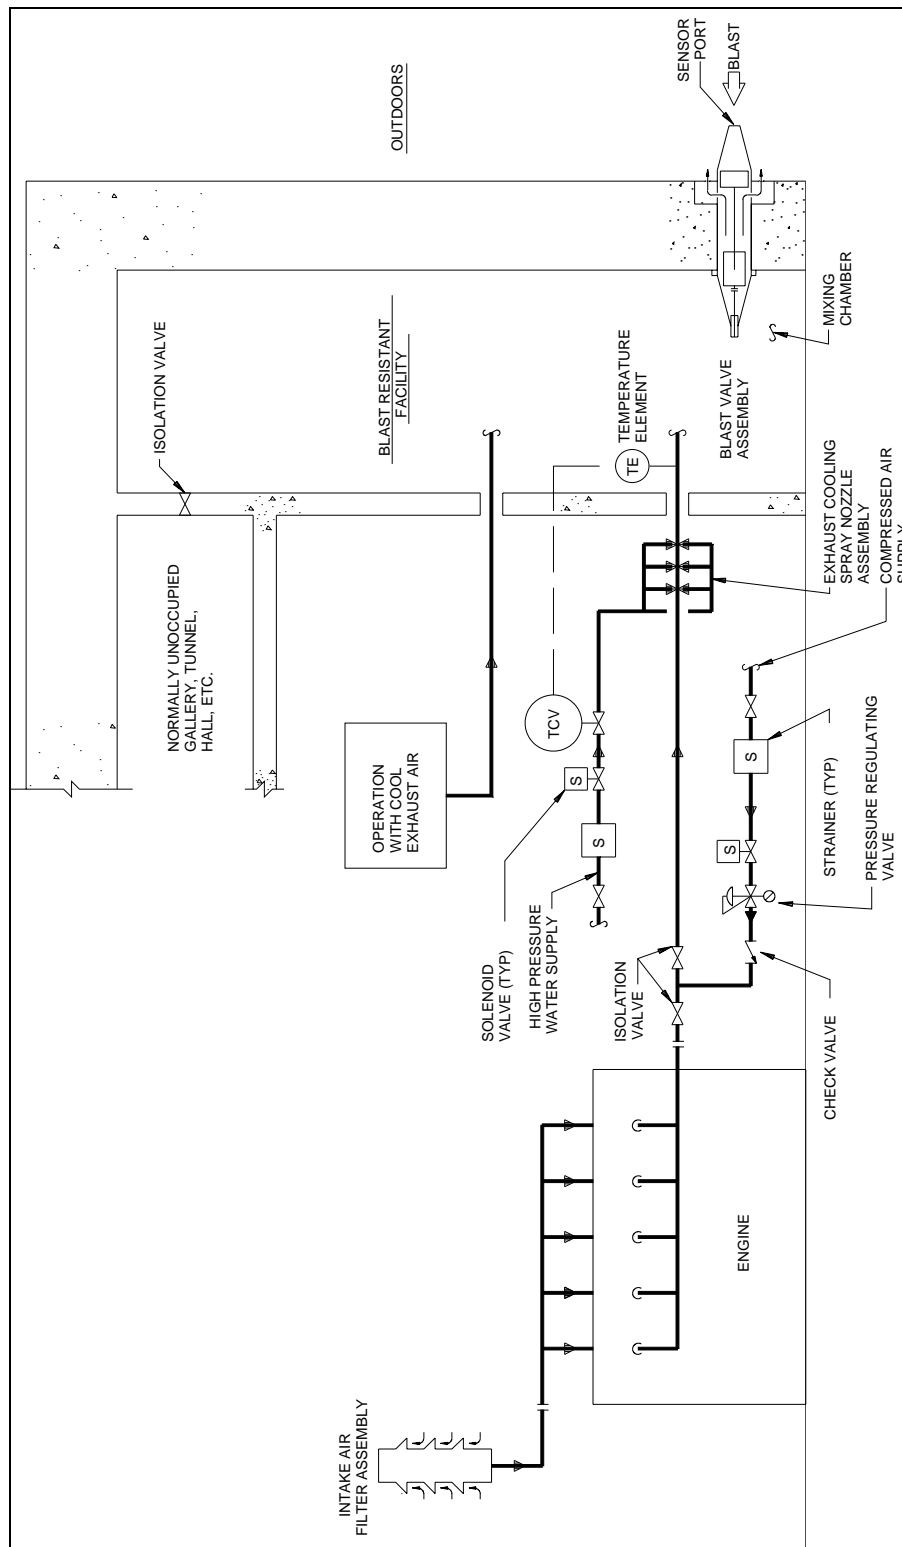 OUTDOORS
SENSOR
PORT
BLAST
ISOLATION VALVE
BLAST RESISTANT
FACILITY
TEMPERATURE
ELEMENT
TE
BLAST VALVE
ASSEMBLY
MIXING
CHAMBER
NORMALLY UNOCCUPIED
GALLERY, TUNNEL,
HALL, ETC.
OPERATION
WITH COOL
EXHAUST AIR
TCV
S
S
EXHAUST COOLING
SPRAY NOZZLE
ASSEMBLY
COMPRESSED AIR
SUPPLY
SOLENOID
VALVE (TYP)
HIGH PRESSURE
WATER SUPPLY
ISOLATION
VALVE
S
S
STRAINER (TYP)
PRESSURE REGULATING
VALVE
CHECK VALVE
ENGINE
INTAKE AIR
FILTER ASSEMBLY